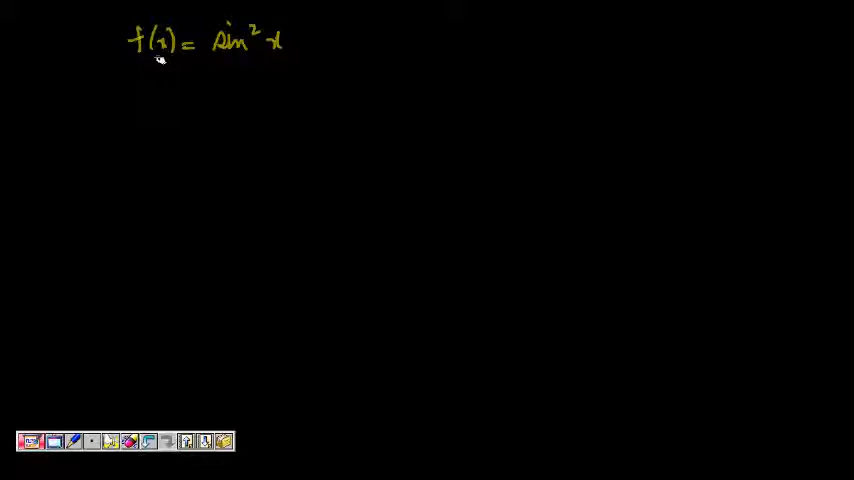 f(x) = sin² x